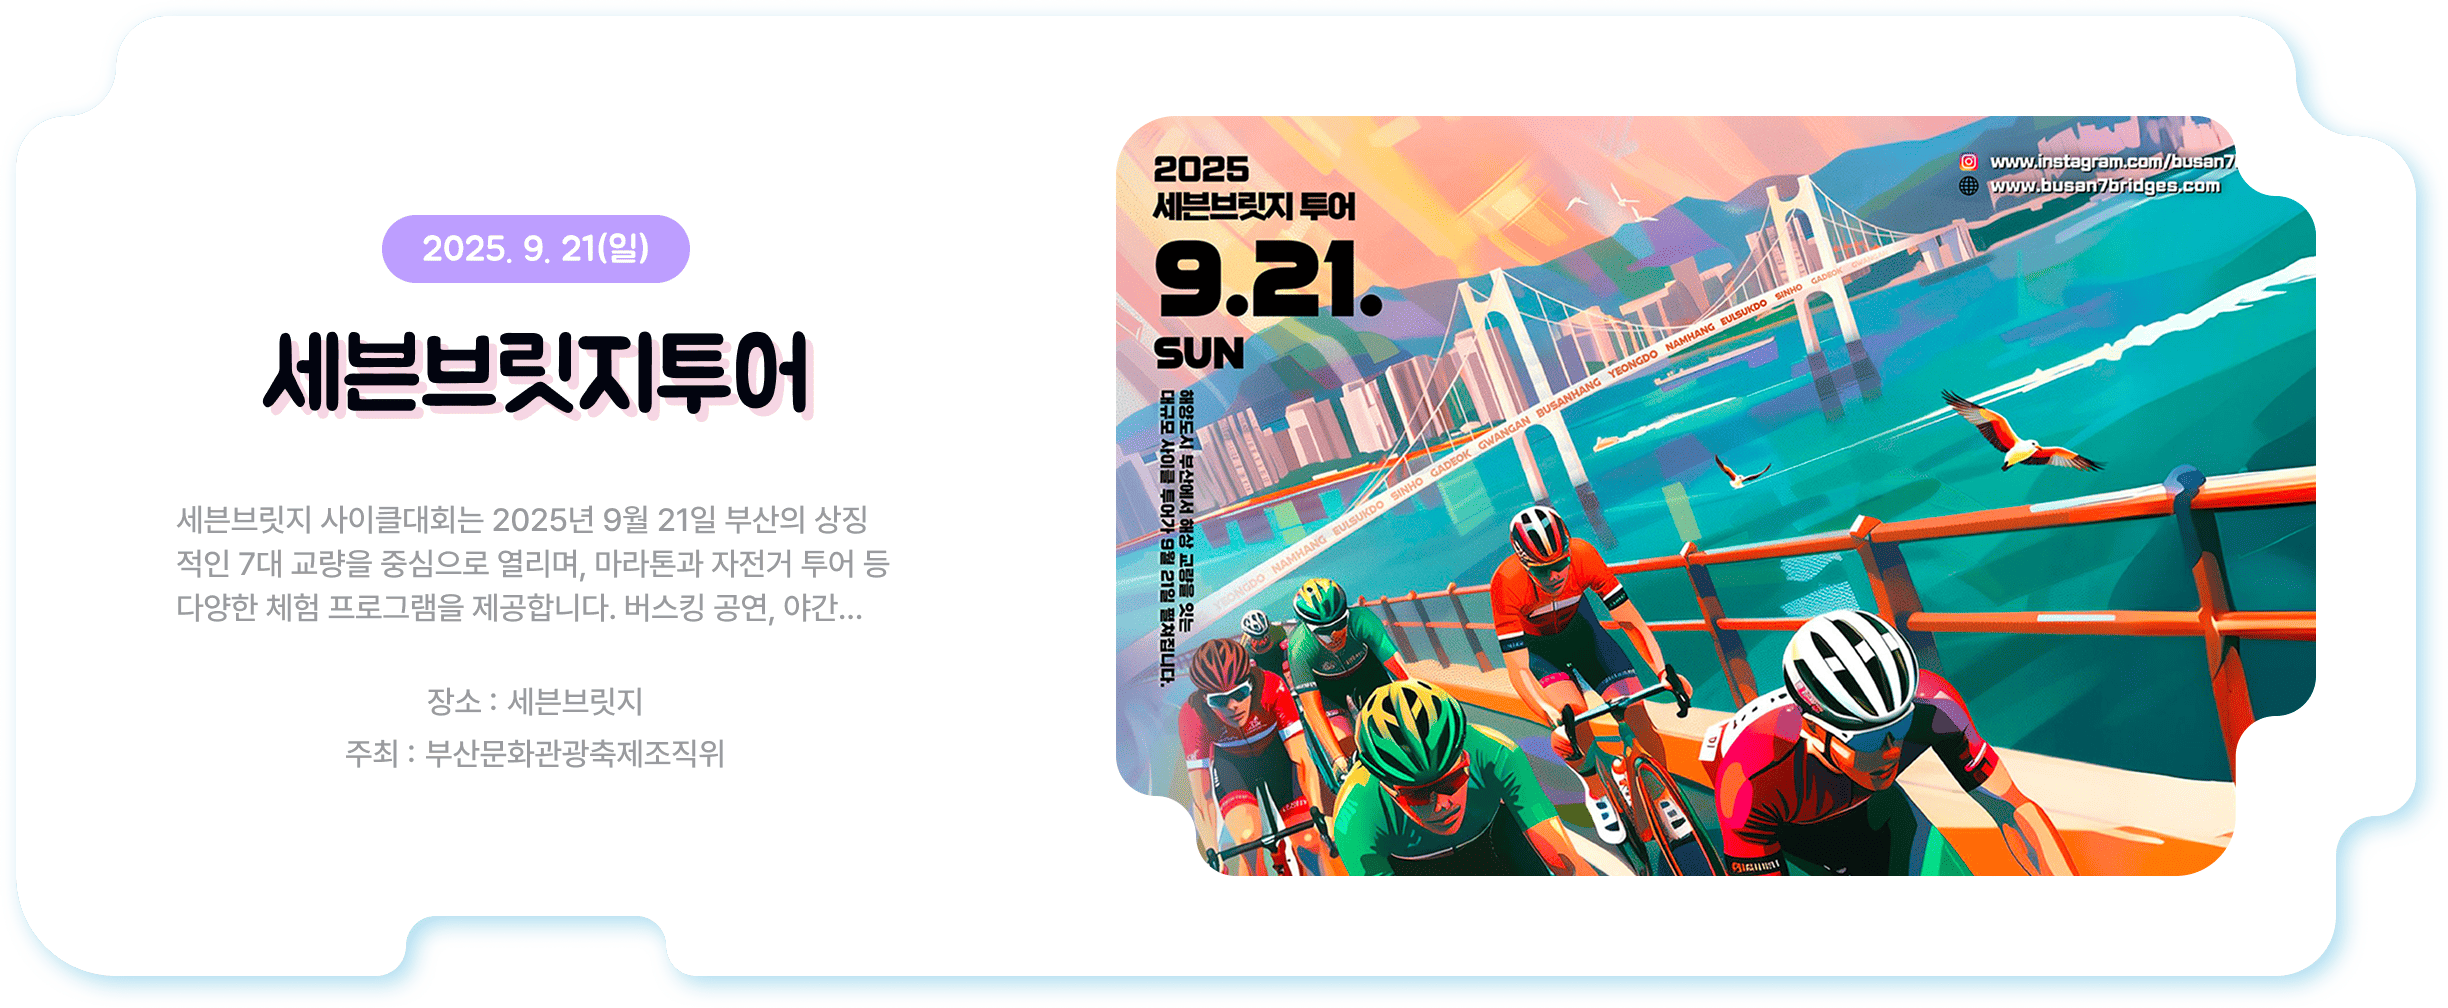 2025. 9. 21(일)
세븐브릿지투어
세븐브릿지 사이클대회는 2025년 9월 21일 부산의 상징
적인 7대 교량을 중심으로 열리며, 마라톤과 자전거 투어 등
다양한 체험 프로그램을 제공합니다. 버스킹 공연, 야간...
장소 : 세븐브릿지
주최 : 부산문화관광축제조직위
2025
세븐브릿지 투어
9.21.
SUN
해양도시 부산에서 해상 교량을 잇는
대규모 사이클 투어가 9월 21일 펼쳐집니다.
www.instagram.com/busan7.
www.busan7bridges.com
YEONGDO NAMHANG EULSUKDO SINHO GADEOK GWANGAN BUSANHANG YEONGDO NAMHANG EULSUKDO SINHO GADEOK GWANGAN